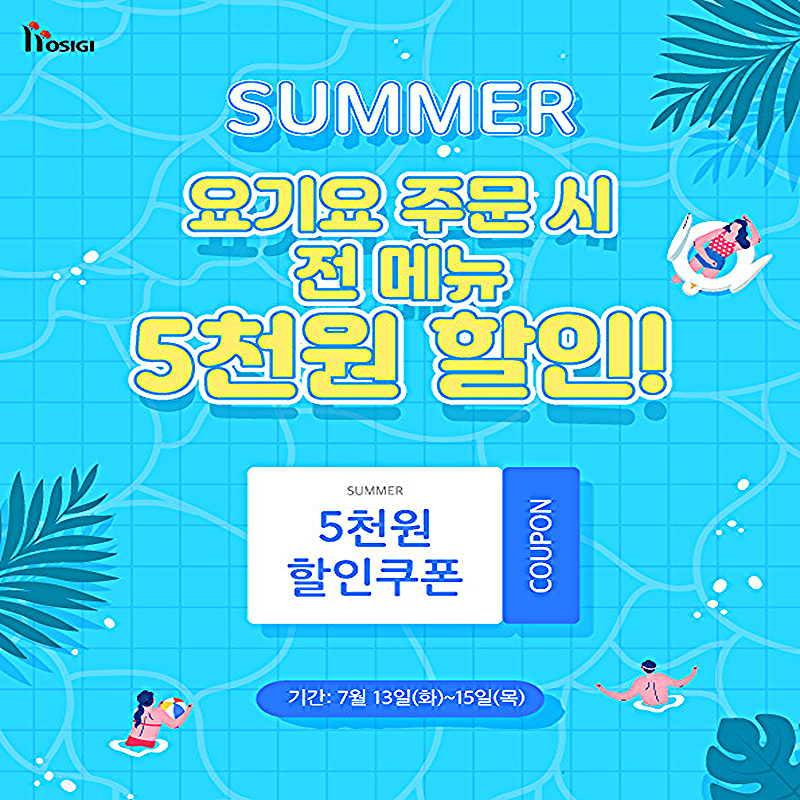 HOSIGI
SUMMER
요기요 주문 시
전 메뉴
5천원 할인!
SUMMER
5천원
할인쿠폰
COUPON
기간: 7월 13일(화)~15일(목)